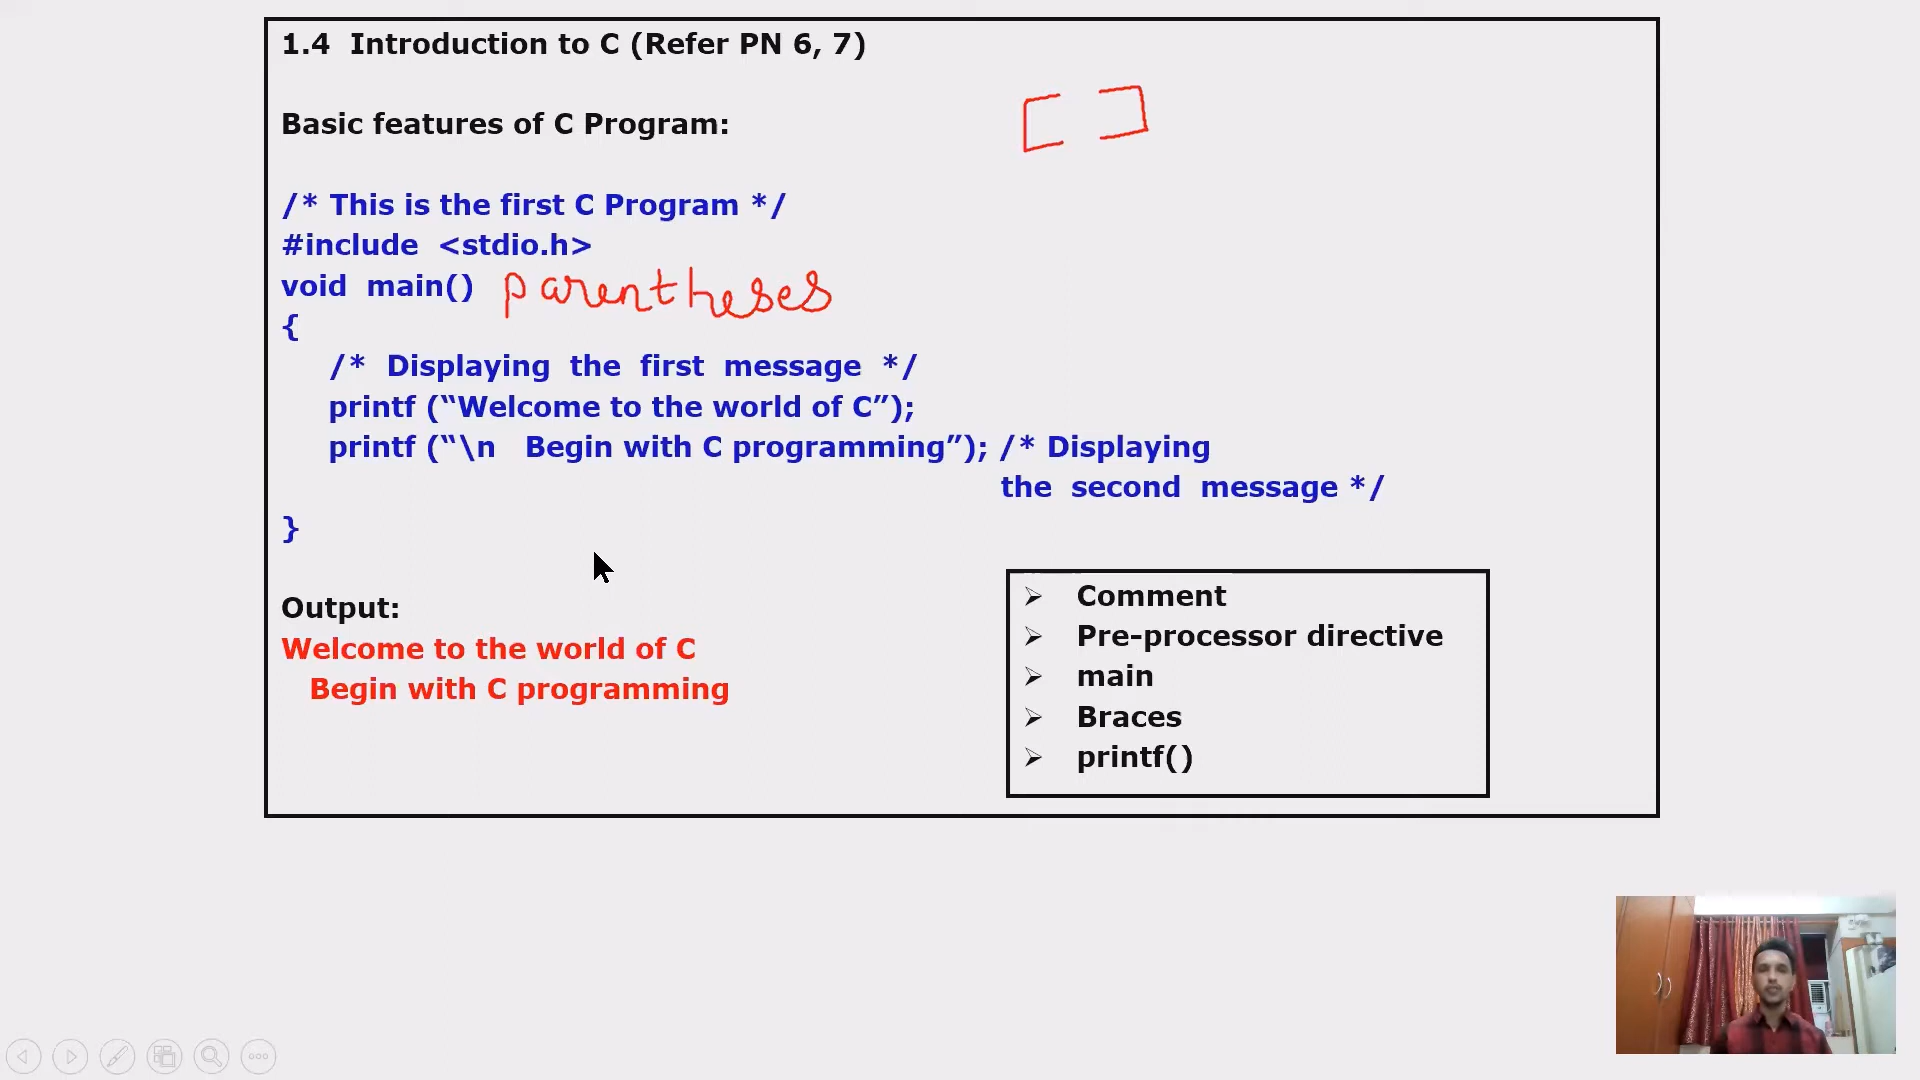 1.4 Introduction to C (Refer PN 6, 7)
[ ]
Basic features of C Program:
/* This is the first C Program */
#include <stdio.h>
void main() parentheses
{
/* Displaying the first message */
printf (“Welcome to the world of C”);
printf (“\n Begin with C programming”); /* Displaying
the second message */
}
Output:
Welcome to the world of C
Begin with C programming
➢ Comment
➢ Pre-processor directive
➢ main
➢ Braces
➢ printf()